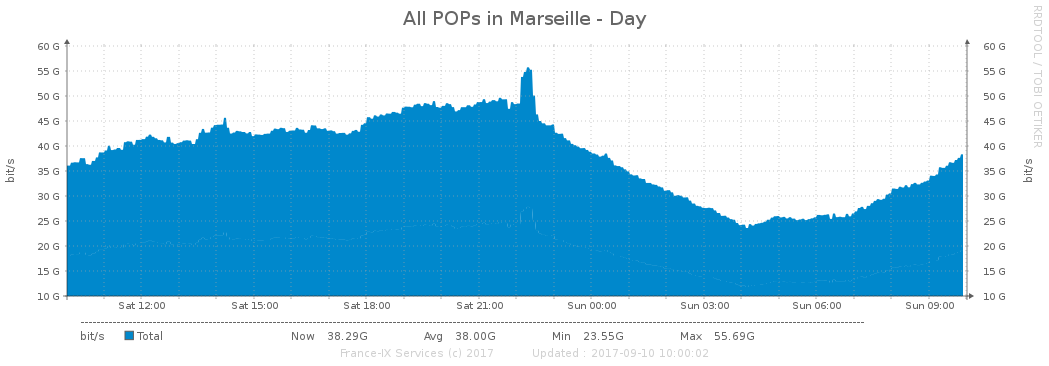 All POPs in Marseille - Day
RRDTOOL / TOBI OETIKER
60 G 60 G
55 G 55 G
50 G 50 G
45 G 45 G
40 G 40 G
35 G 35 G
30 G 30 G
25 G 25 G
20 G 20 G
15 G 15 G
10 G 10 G
bit/s
bit/s
Sat 12:00 Sat 15:00 Sat 18:00 Sat 21:00 Sun 00:00 Sun 03:00 Sun 06:00 Sun 09:00
bit/s Total Now 38.29G Avg 38.00G Min 23.55G Max 55.69G
France-IX Services (c) 2017 Updated : 2017-09-10 10:00:02